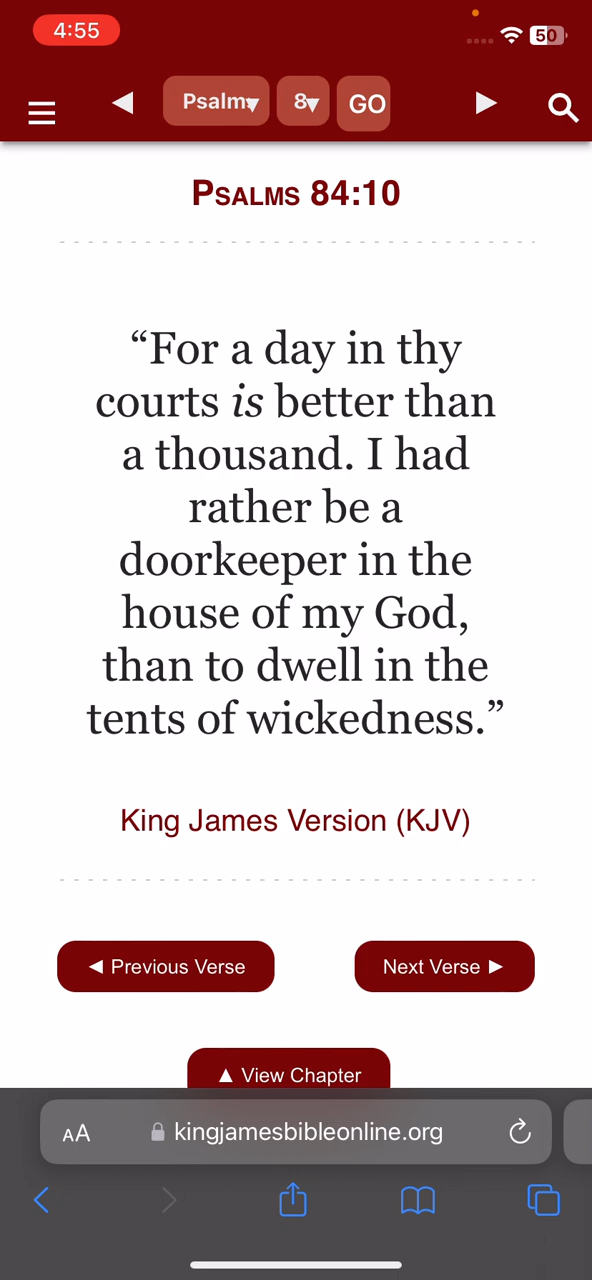 4:55
50
Psalms
8
GO
PSALMS 84:10
“For a day in thy
courts is better than
a thousand. I had
rather be a
doorkeeper in the
house of my God,
than to dwell in the
tents of wickedness.”
King James Version (KJV)
◄ Previous Verse
Next Verse ►
▲ View Chapter
AA
kingjamesbibleonline.org